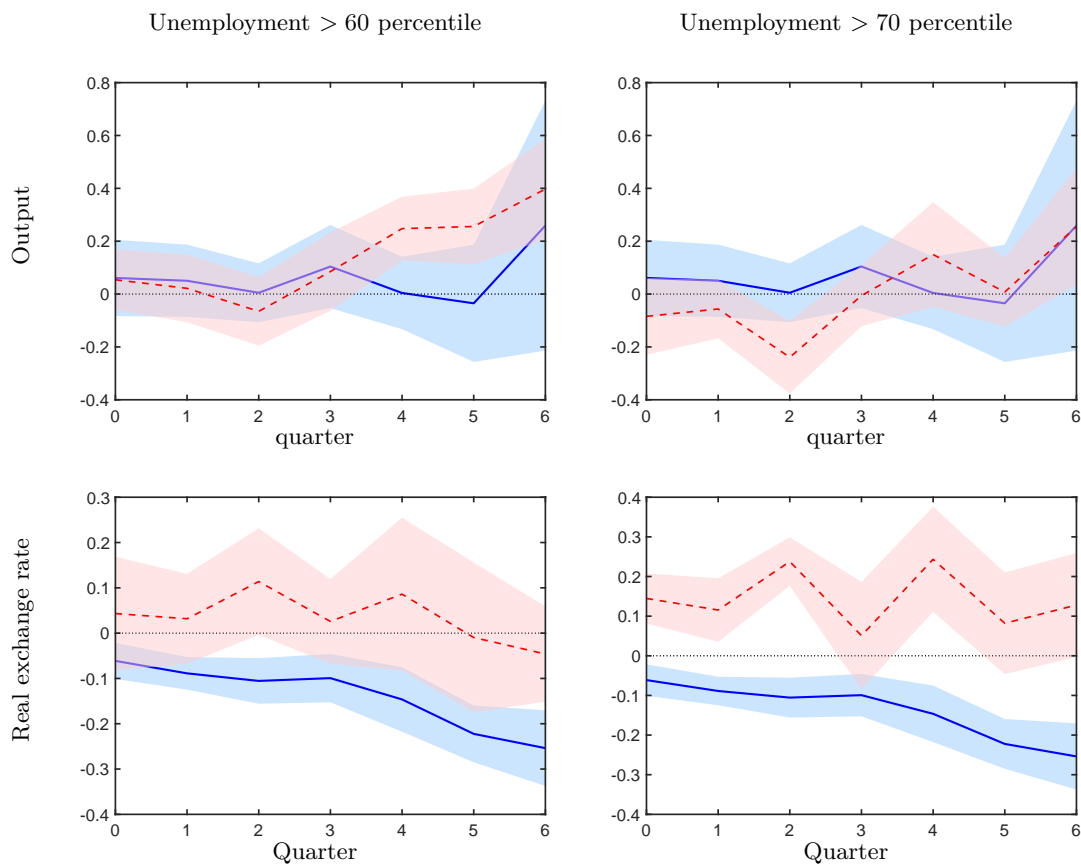 Unemployment > 60 percentile
Unemployment > 70 percentile
Output
0.8
0.6
0.4
0.2
0
-0.2
-0.4
0 1 2 3 4 5 6
quarter
0.8
0.6
0.4
0.2
0
-0.2
-0.4
0 1 2 3 4 5 6
quarter
Real exchange rate
0.3
0.2
0.1
0
-0.1
-0.2
-0.3
-0.4
0 1 2 3 4 5 6
Quarter
0.4
0.3
0.2
0.1
0
-0.1
-0.2
-0.3
-0.4
0 1 2 3 4 5 6
Quarter